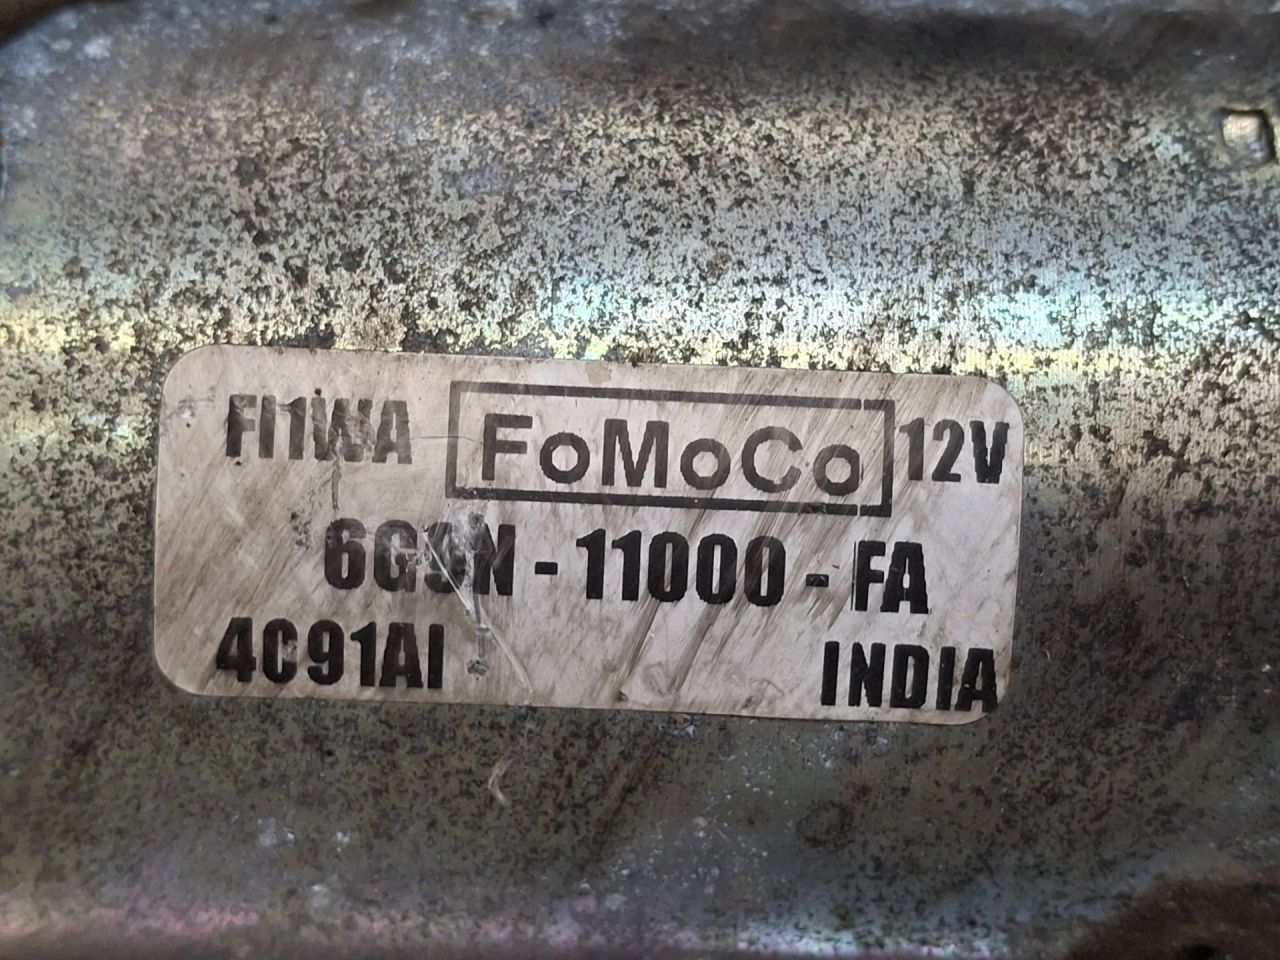 FI1WA FoMoCo 12V
6G9N - 11000 - FA
4C91AI INDIA